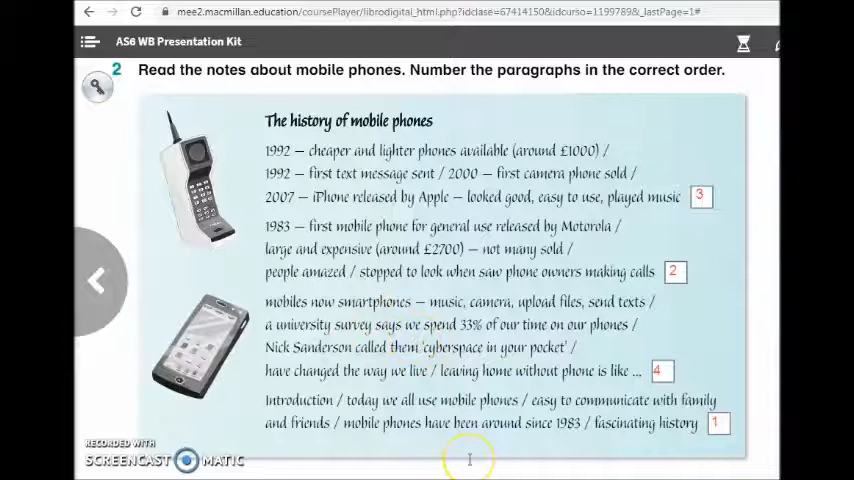 mee2.macmillan.education/coursePlayer/librodigital_html.php?idclase=67414150&idcurso=1199789&_lastPage=1#
AS6 WB Presentation Kit
2 Read the notes about mobile phones. Number the paragraphs in the correct order.
The history of mobile phones
1992 – cheaper and lighter phones available (around £1000) /
1992 – first text message sent / 2000 – first camera phone sold /
2007 – iPhone released by Apple – looked good, easy to use, played music 3
1983 – first mobile phone for general use released by Motorola /
large and expensive (around £2700) – not many sold /
people amazed / stopped to look when saw phone owners making calls 2
mobiles now smartphones – music, camera, upload files, send texts /
a university survey says we spend 33% of our time on our phones /
Nick Sanderson called them 'cyberspace in your pocket' /
have changed the way we live / leaving home without phone is like ... 4
Introduction / today we all use mobile phones / easy to communicate with family
and friends / mobile phones have been around since 1983 / fascinating history 1
RECORDED WITH
SCREENCAST MATIC